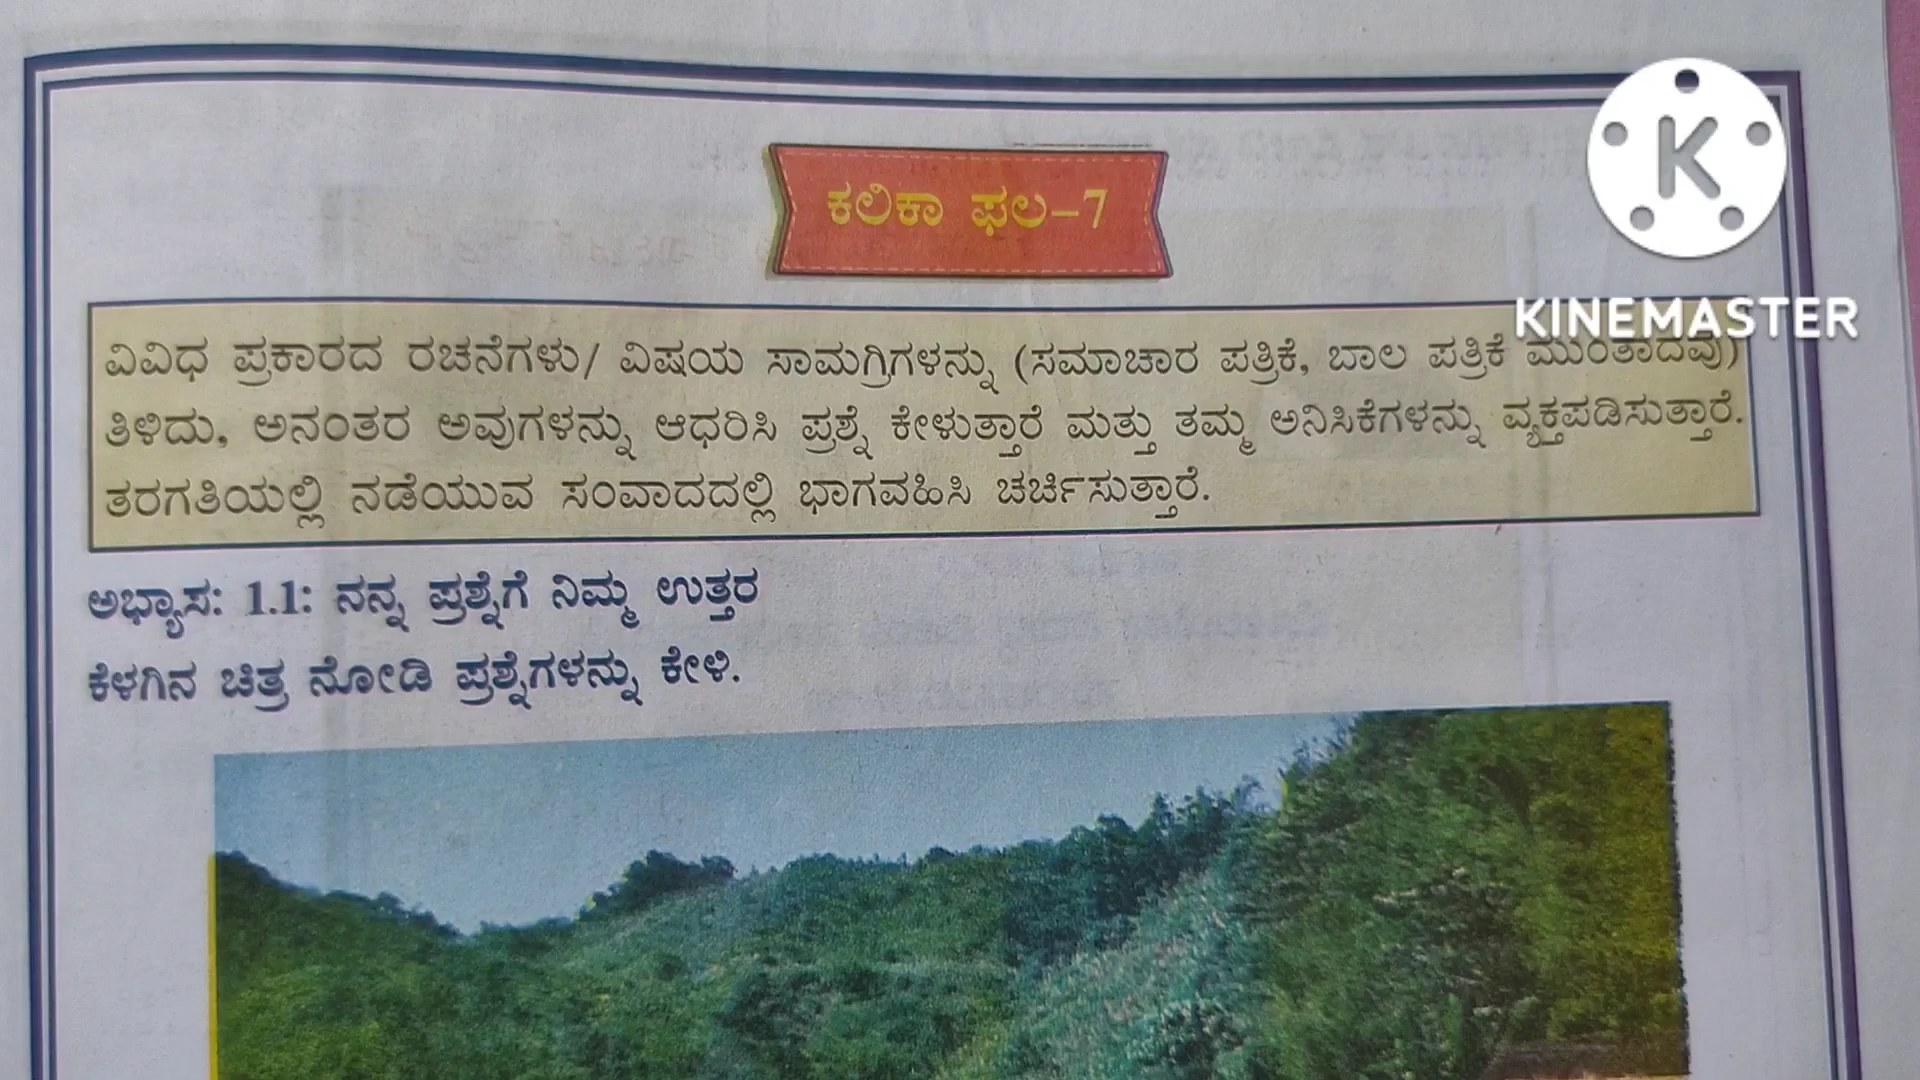 ಕಲಿಕಾ ಫಲ-7
K
KINEMASTER
ವಿವಿಧ ಪ್ರಕಾರದ ರಚನೆಗಳು/ ವಿಷಯ ಸಾಮಗ್ರಿಗಳನ್ನು (ಸಮಾಚಾರ ಪತ್ರಿಕೆ, ಬಾಲ ಪತ್ರಿಕೆ ಮುಂತಾದವು)
ತಿಳಿದು, ಅನಂತರ ಅವುಗಳನ್ನು ಆಧರಿಸಿ ಪ್ರಶ್ನೆ ಕೇಳುತ್ತಾರೆ ಮತ್ತು ತಮ್ಮ ಅನಿಸಿಕೆಗಳನ್ನು ವ್ಯಕ್ತಪಡಿಸುತ್ತಾರೆ.
ತರಗತಿಯಲ್ಲಿ ನಡೆಯುವ ಸಂವಾದದಲ್ಲಿ ಭಾಗವಹಿಸಿ ಚರ್ಚಿಸುತ್ತಾರೆ.
ಅಭ್ಯಾಸ: 1.1: ನನ್ನ ಪ್ರಶ್ನೆಗೆ ನಿಮ್ಮ ಉತ್ತರ
ಕೆಳಗಿನ ಚಿತ್ರ ನೋಡಿ ಪ್ರಶ್ನೆಗಳನ್ನು ಕೇಳಿ.